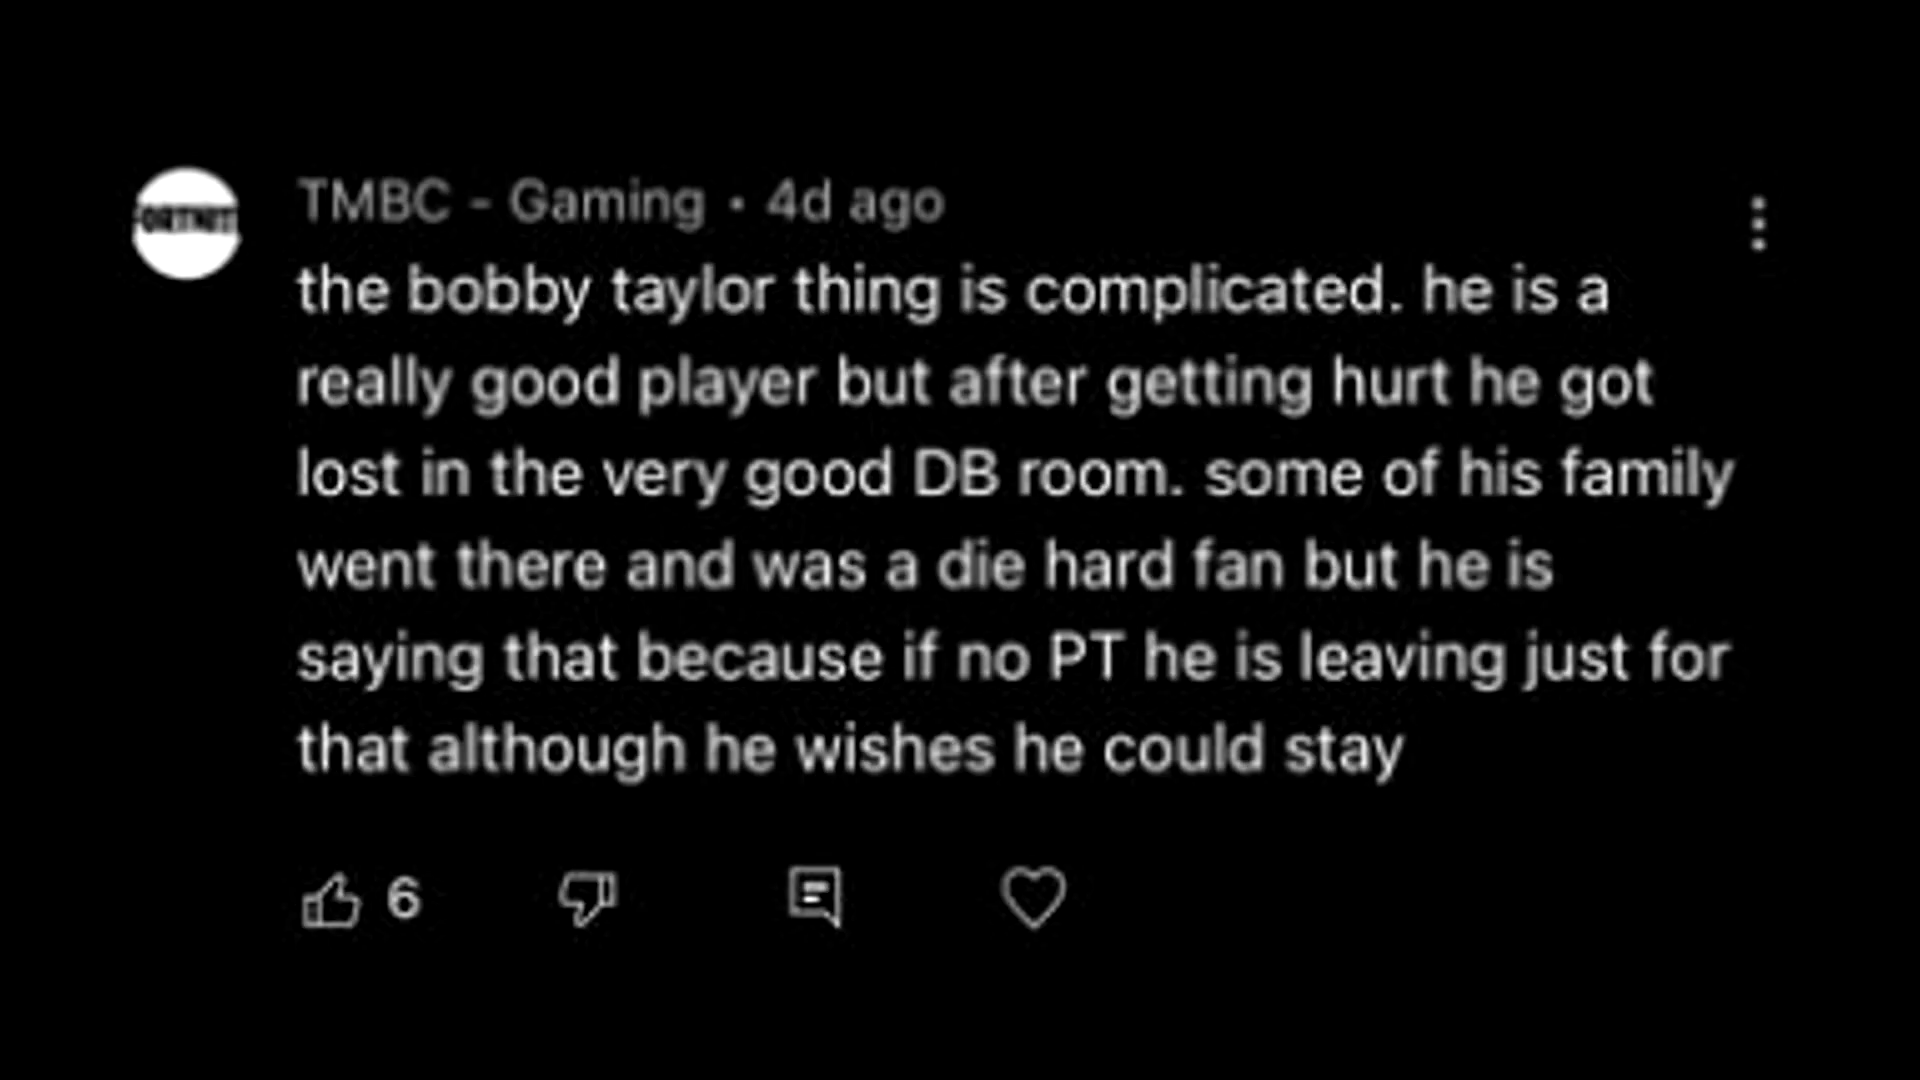 TMBC - Gaming • 4d ago
the bobby taylor thing is complicated. he is a
really good player but after getting hurt he got
lost in the very good DB room. some of his family
went there and was a die hard fan but he is
saying that because if no PT he is leaving just for
that although he wishes he could stay
6